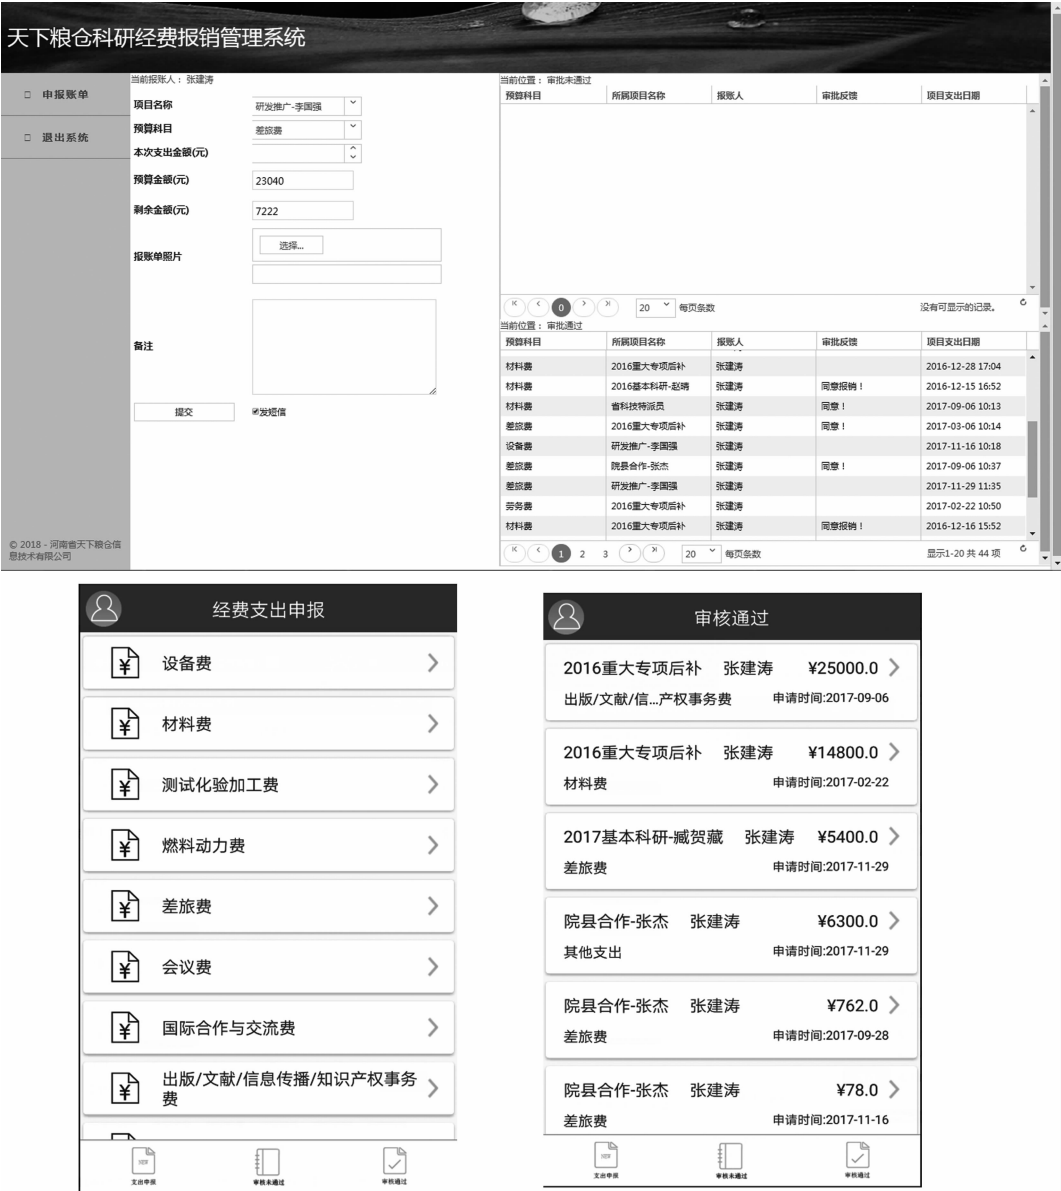 天下粮仓科研经费报销管理系统
申报账单
退出系统
© 2018 - 河南省天下粮仓信
息技术有限公司
当前报账人： 张建涛
项目名称 研发推广-李国强
预算科目 差旅费
本次支出金额(元)
预算金额(元) 23040
剩余金额(元) 7222
报账单照片 选择...
备注
提交 发短信
当前位置： 审批未通过
预算科目 所属项目名称 报账人 审批反馈 项目支出日期
0 20 每页条数 没有可显示的记录。
当前位置： 审批通过
预算科目 所属项目名称 报账人 审批反馈 项目支出日期
材料费 2016重大专项后补 张建涛 2016-12-28 17:04
材料费 2016基本科研-赵晴 张建涛 同意报销！ 2016-12-15 16:52
材料费 省科技特派员 张建涛 同意！ 2017-09-06 10:13
差旅费 2016重大专项后补 张建涛 同意！ 2017-03-06 10:14
设备费 研发推广-李国强 张建涛 2017-11-16 10:18
差旅费 院县合作-张杰 张建涛 同意！ 2017-09-06 10:37
差旅费 研发推广-李国强 张建涛 2017-11-29 11:35
劳务费 2016重大专项后补 张建涛 2017-02-22 10:50
材料费 2016重大专项后补 张建涛 同意报销！ 2016-12-16 15:52
1 2 3 20 每页条数 显示1-20 共 44 项
经费支出申报
设备费
材料费
测试化验加工费
燃料动力费
差旅费
会议费
国际合作与交流费
出版/文献/信息传播/知识产权事务
费
支出申报 审核未通过 审核通过
审核通过
2016重大专项后补 张建涛 ¥25000.0
出版/文献/信...产权事务费 申请时间:2017-09-06
2016重大专项后补 张建涛 ¥14800.0
材料费 申请时间:2017-02-22
2017基本科研-臧贺藏 张建涛 ¥5400.0
差旅费 申请时间:2017-11-29
院县合作-张杰 张建涛 ¥6300.0
其他支出 申请时间:2017-11-29
院县合作-张杰 张建涛 ¥762.0
差旅费 申请时间:2017-09-28
院县合作-张杰 张建涛 ¥78.0
差旅费 申请时间:2017-11-16
支出申报 审核未通过 审核通过